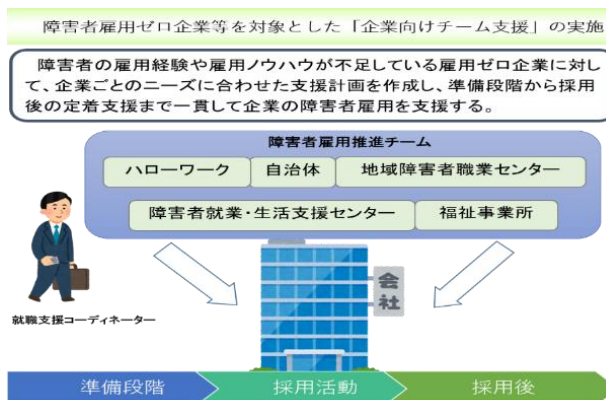 障害者雇用ゼロ企業等を対象とした「企業向けチーム支援」の実施
障害者の雇用経験や雇用ノウハウが不足している雇用ゼロ企業に対し
て、企業ごとのニーズに合わせた支援計画を作成し、準備段階から採用
後の定着支援まで一貫して企業の障害者雇用を支援する。
障害者雇用推進チーム
ハローワーク 自治体 地域障害者職業センター
障害者就業・生活支援センター 福祉事業所
会社
就職支援コーディネーター
準備段階 採用活動 採用後